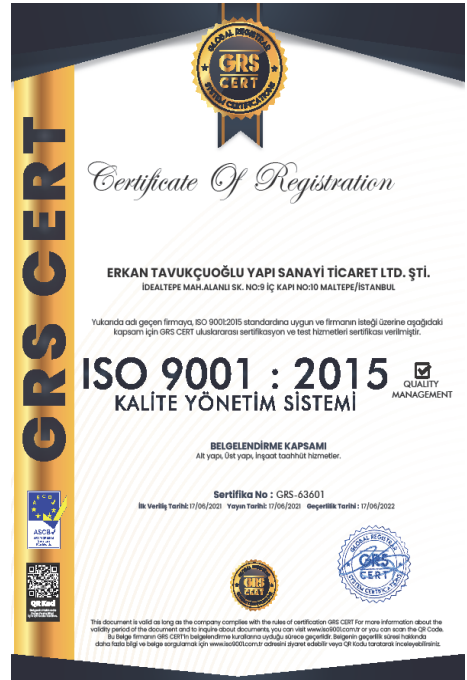 GLOBAL REGISTRAR
GRS
CERT
SYSTEM CERTIFICATIONS
GRS CERT
Certificate Of Registration
ERKAN TAVUKÇUOĞLU YAPI SANAYİ TİCARET LTD. ŞTİ.
İDEALTEPE MAH.ALANLI SK. NO:9 İÇ KAPI NO:10 MALTEPE/İSTANBUL
Yukarıda adı geçen firmaya, ISO 9001:2015 standardına uygun ve firmanın isteği üzerine aşağıdaki
kapsam için GRS CERT uluslararası sertifikasyon ve test hizmetleri sertifikası verilmiştir.
ISO 9001 : 2015
KALİTE YÖNETİM SİSTEMİ
QUALITY
MANAGEMENT
BELGELENDİRME KAPSAMI
Alt yapı, Üst yapı, İnşaat taahhüt hizmetler.
Sertifika No : GRS-63601
İlk Veriliş Tarihi: 17/06/2021 Yayın Tarihi: 17/06/2021 Geçerlilik Tarihi : 17/06/2022
ASCB
QR Kod
GRS
CERT
GLOBAL REGISTRAR
GRS
CERT
SYSTEM CERTIFICATIONS
This document is valid as long as the company complies with the rules of certification GRS CERT For more information about the
validity period of the document and to inquire about documents, you can visit www.iso9001.com.tr or you can scan the QR Code.
Bu Belge firmanın GRS CERT'in belgelendirme kurallarına uyduğu sürece geçerlidir. Belgenin geçerlilik süresi hakkında
daha fazla bilgi ve belge sorgulamak için www.iso9001.com.tr adresini ziyaret edebilir veya QR Kodu taratarak inceleyebilirsiniz.